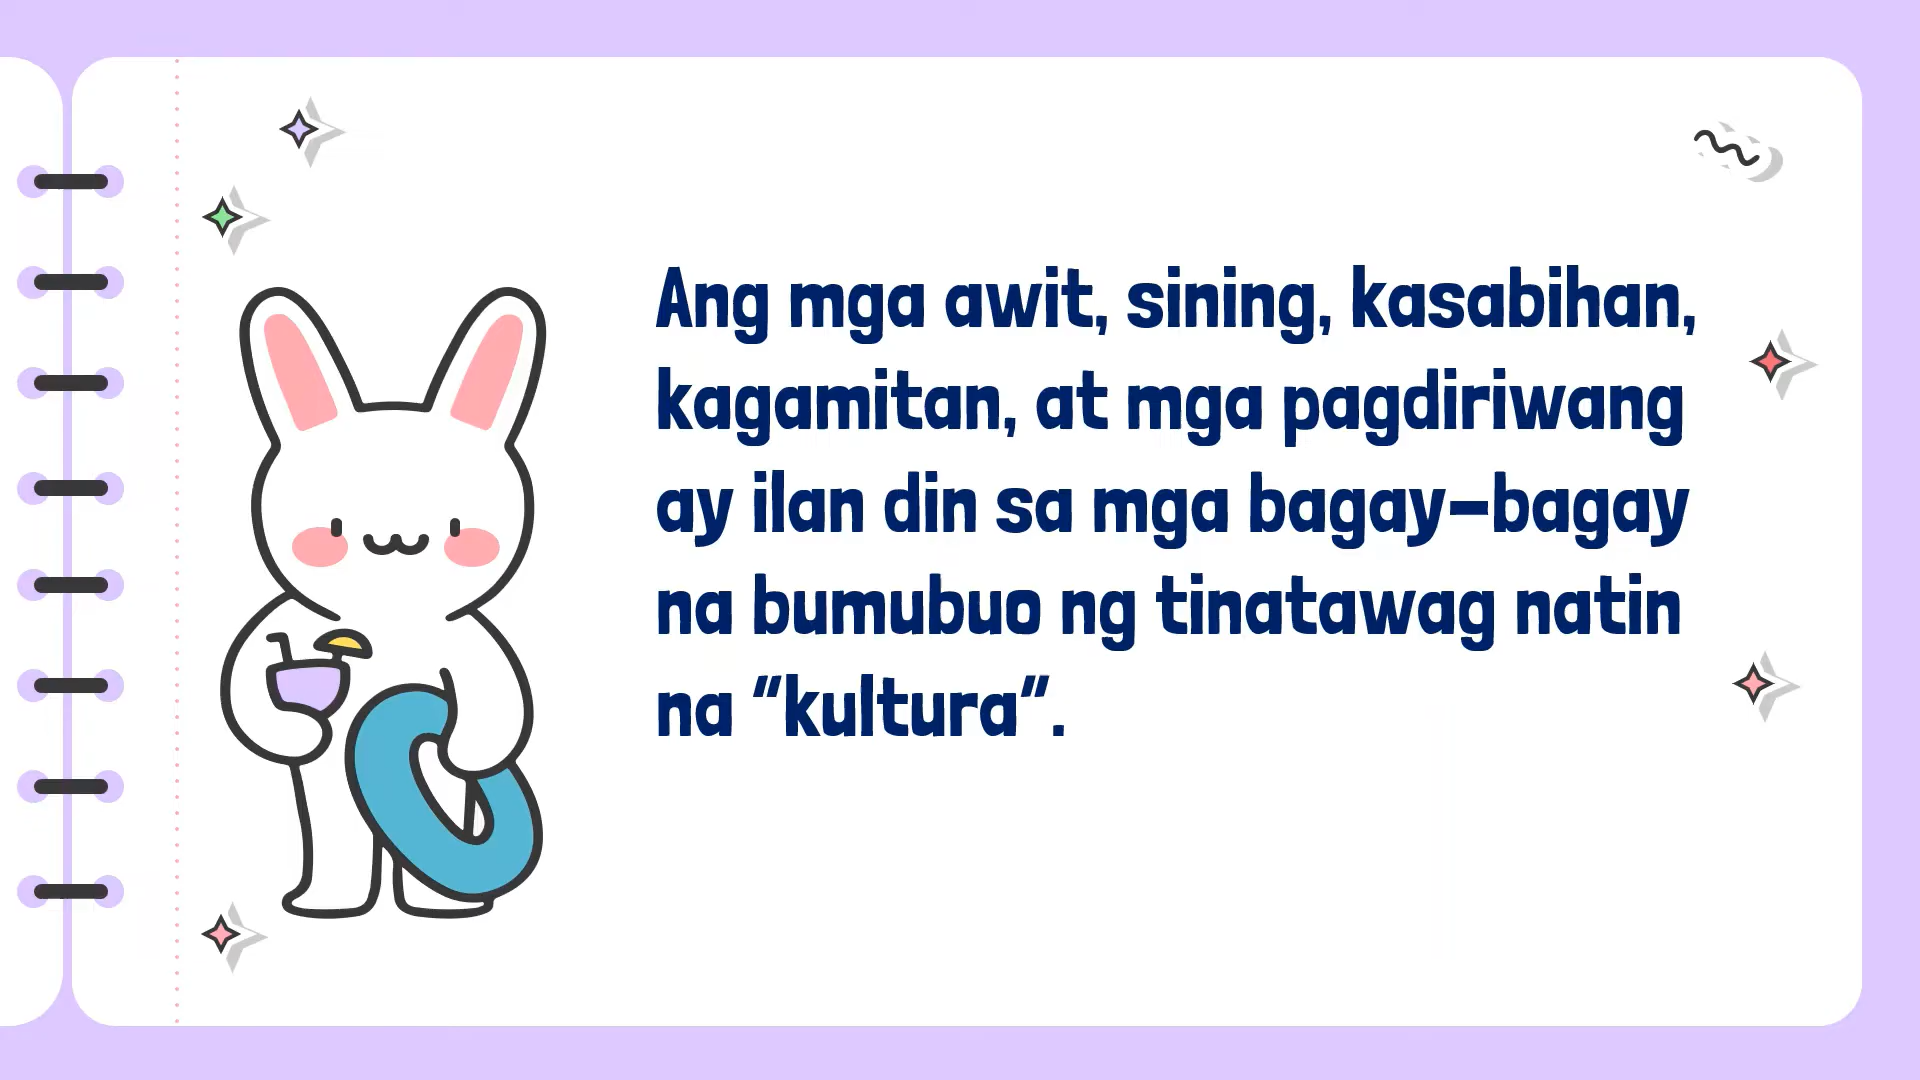 Ang mga awit, sining, kasabihan,
kagamitan, at mga pagdiriwang
ay ilan din sa mga bagay-bagay
na bumubuo ng tinatawag natin
na “kultura”.